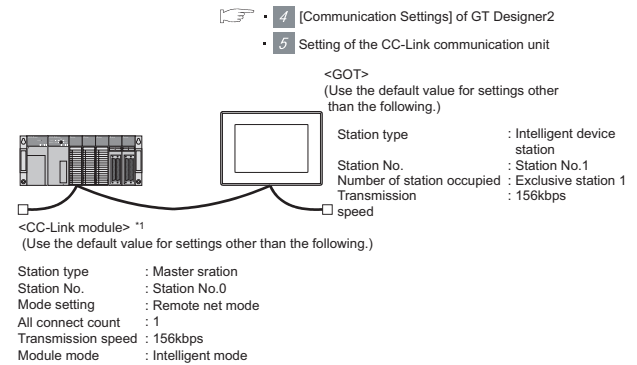 • 4 [Communication Settings] of GT Designer2
• 5 Setting of the CC-Link communication unit
<GOT>
(Use the default value for settings other
than the following.)
Station type : Intelligent device
station
Station No. : Station No.1
Number of station occupied : Exclusive station 1
Transmission : 156kbps
speed
<CC-Link module> *1
(Use the default value for settings other than the following.)
Station type : Master sration
Station No. : Station No.0
Mode setting : Remote net mode
All connect count : 1
Transmission speed : 156kbps
Module mode : Intelligent mode